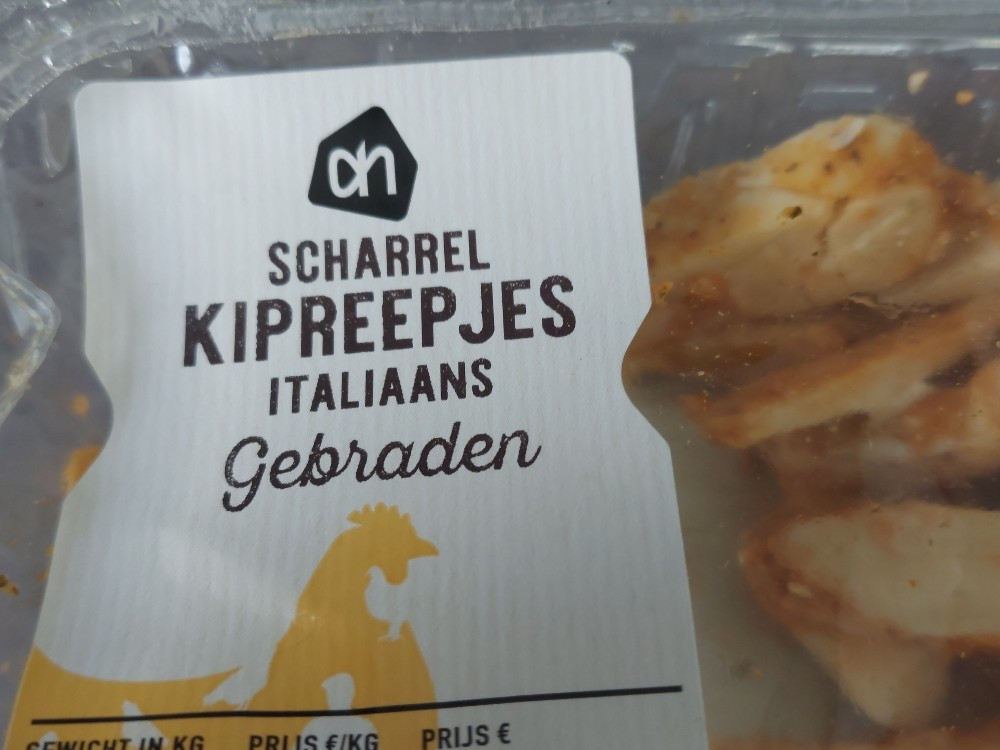 ah
SCHARREL
KIPREEPJES
ITALIAANS
Gebraden
GEWICHT IN KG PRIJS €/KG PRIJS €